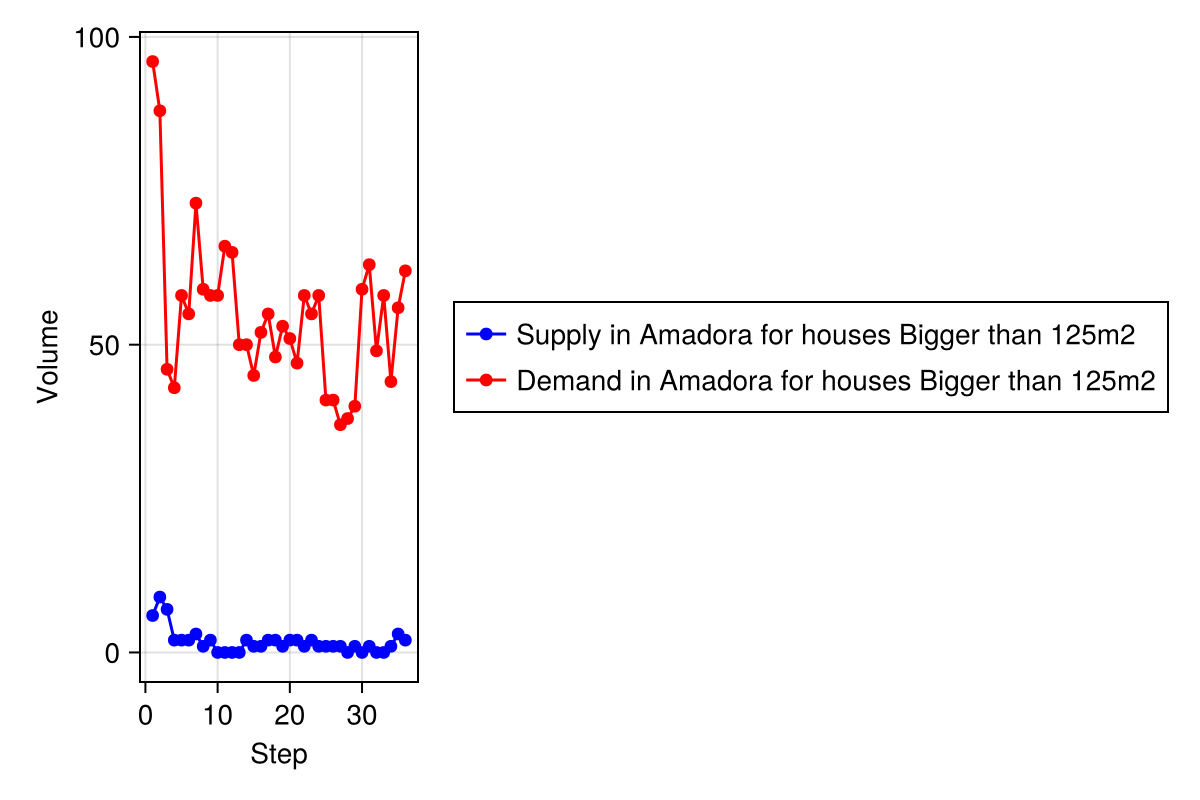 100
50
0
Volume
0 10 20 30
Step
Supply in Amadora for houses Bigger than 125m2
Demand in Amadora for houses Bigger than 125m2